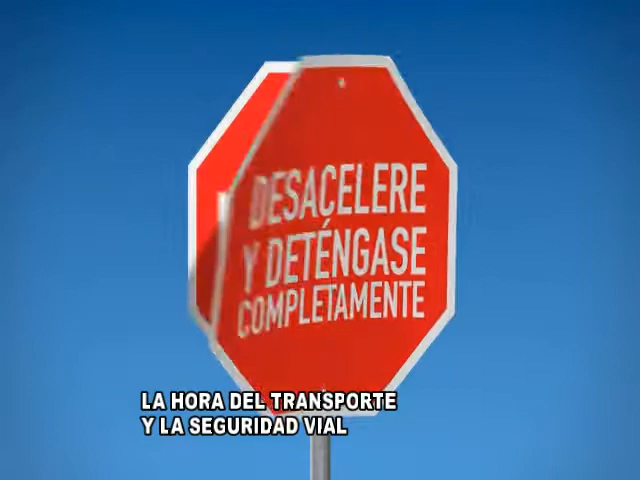 DESACELERE
Y DETÉNGASE
COMPLETAMENTE
LA HORA DEL TRANSPORTE
Y LA SEGURIDAD VIAL